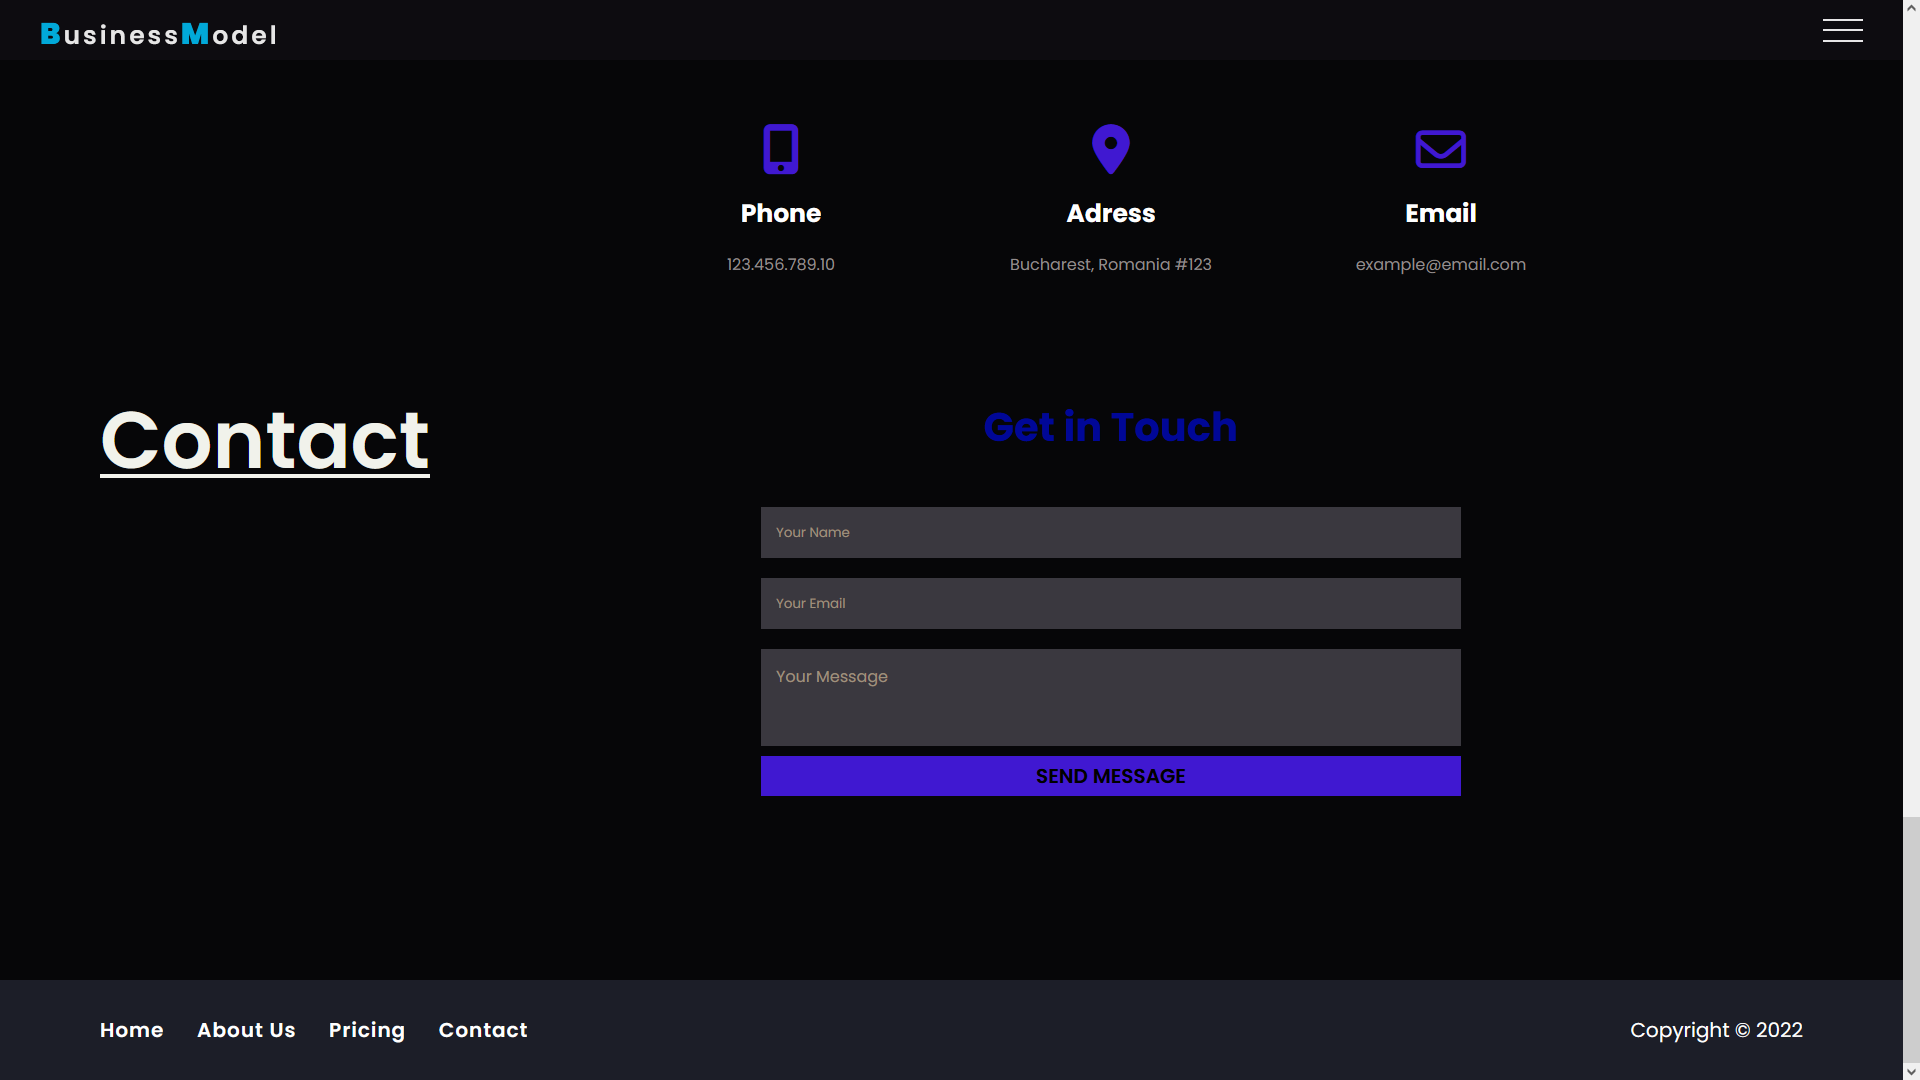 BusinessModel
Phone
Adress
Email
123.456.789.10
Bucharest, Romania #123
example@email.com
Contact
Get in Touch
Your Name
Your Email
Your Message
SEND MESSAGE
Home
About Us
Pricing
Contact
Copyright © 2022